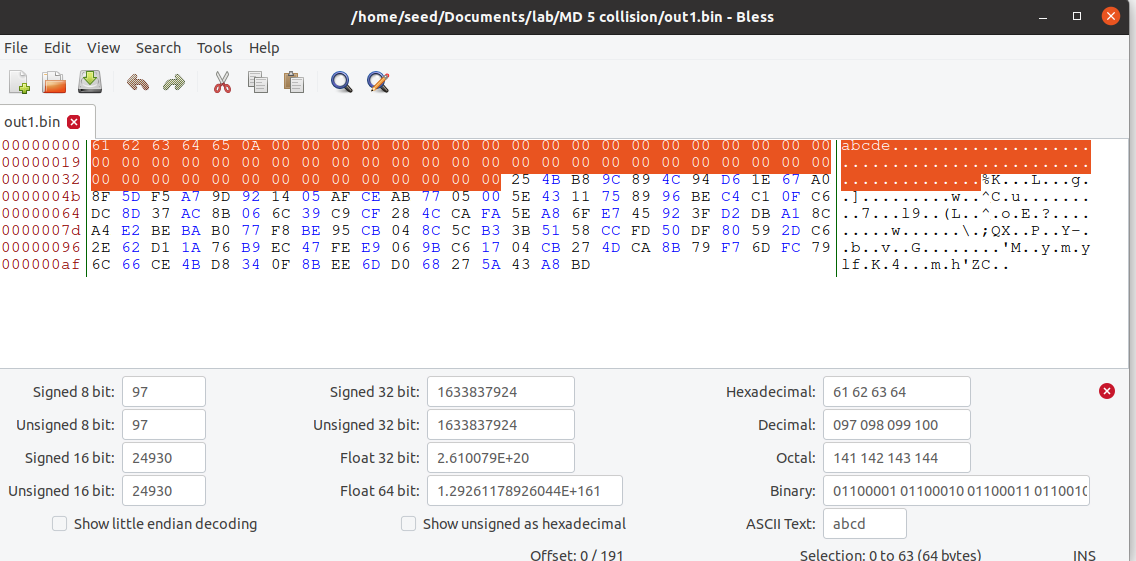 /home/seed/Documents/lab/MD 5 collision/out1.bin - Bless
File Edit View Search Tools Help
out1.bin
00000000 61 62 63 64 65 0A 00 00 00 00 00 00 00 00 00 00 00 00 00 00 00 00 00 00 00 abcde....................
00000019 00 00 00 00 00 00 00 00 00 00 00 00 00 00 00 00 00 00 00 00 00 00 00 00 00 .........................
00000032 00 00 00 00 00 00 00 00 00 00 00 00 00 00 25 4B B8 9C 89 4C 94 D6 1E 67 A0 ..............%K...L...g.
0000004b 8F 5D F5 A7 9D 92 14 05 AF CE AB 77 05 00 5E 43 11 75 89 96 BE C4 C1 0F C6 .].........w..^C.u.......
00000064 DC 8D 37 AC 8B 06 6C 39 C9 CF 28 4C CA FA 5E A8 6F E7 45 92 3F D2 DB A1 8C ..7...l9..(L..^.o.E.?....
0000007d A4 E2 BE BA B0 77 F8 BE 95 CB 04 8C 5C B3 3B 51 58 CC FD 50 DF 80 59 2D C6 .....w......\.;QX..P..Y-.
00000096 2E 62 D1 1A 76 B9 EC 47 FE E9 06 9B C6 17 04 CB 27 4D CA 8B 79 F7 6D FC 79 .b..v..G........'M..y.m.y
000000af 6C 66 CE 4B D8 34 0F 8B EE 6D D0 68 27 5A 43 A8 BD lf.K.4...m.h'ZC..
Signed 8 bit: 97 Signed 32 bit: 1633837924 Hexadecimal: 61 62 63 64
Unsigned 8 bit: 97 Unsigned 32 bit: 1633837924 Decimal: 097 098 099 100
Signed 16 bit: 24930 Float 32 bit: 2.610079E+20 Octal: 141 142 143 144
Unsigned 16 bit: 24930 Float 64 bit: 1.29261178926044E+161 Binary: 01100001 01100010 01100011 0110010
Show little endian decoding Show unsigned as hexadecimal ASCII Text: abcd
Offset: 0 / 191 Selection: 0 to 63 (64 bytes) INS